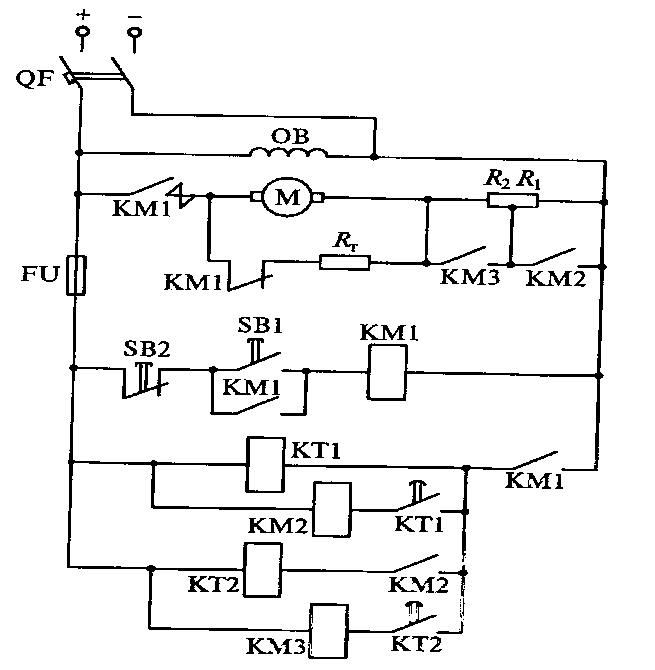 + −
QF
OB
R2 R1
KM1 M
RT
FU KM1 KM3 KM2
SB1 KM1
SB2
KM1
KT1
KM1
KM2 KT1
KT2 KM2
KM3 KT2